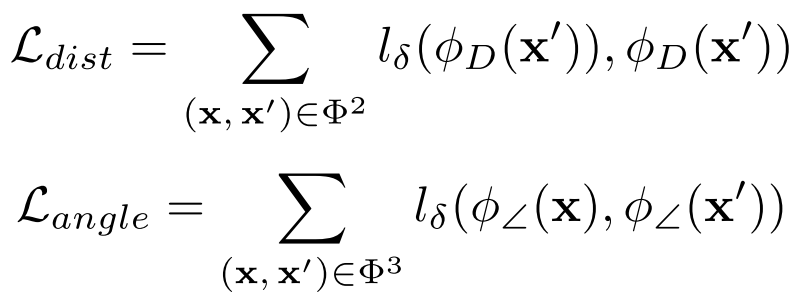 ℒ_{dist} = ∑_{(𝐱, 𝐱′)∈Φ²} l_δ(ϕ_D(𝐱′)), ϕ_D(𝐱′))
ℒ_{angle} = ∑_{(𝐱, 𝐱′)∈Φ³} l_δ(ϕ_∠(𝐱), ϕ_∠(𝐱′))